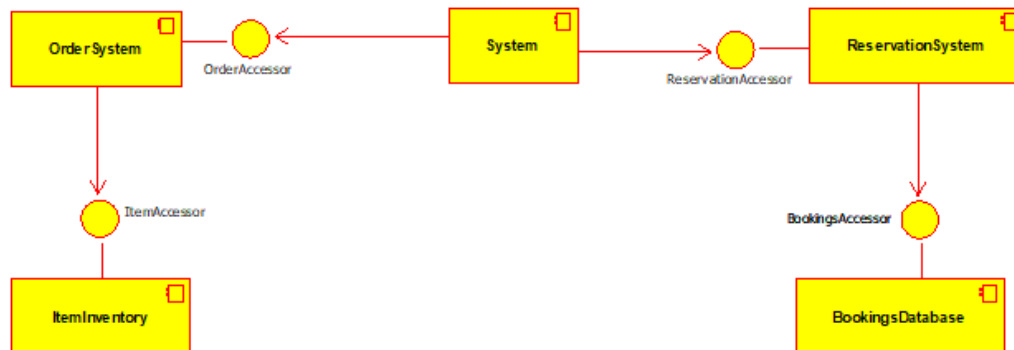 OrderSystem
System
ReservationSystem
OrderAccessor
ReservationAccessor
ItemAccessor
BookingsAccessor
ItemInventory
BookingsDatabase